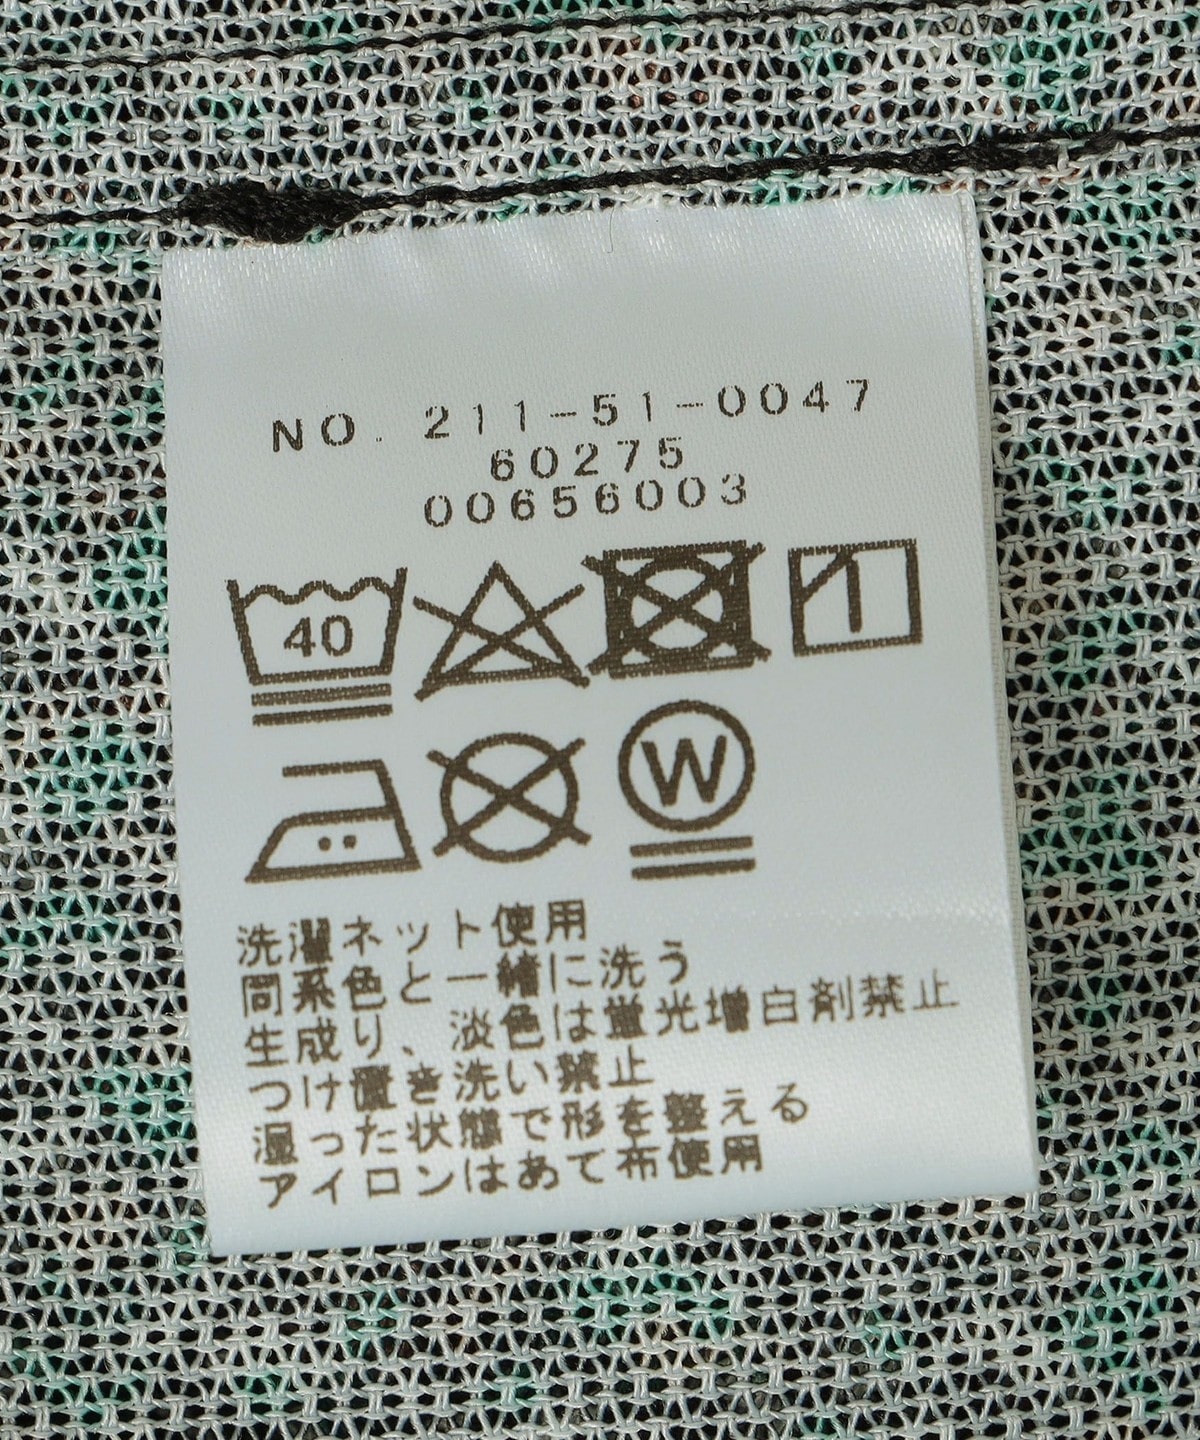 NO. 211-51-0047
60275
00656003
40
W
洗濯ネット使用
同系色と一緒に洗う
生成り、淡色は蛍光増白剤禁止
つけ置き洗い禁止
湿った状態で形を整える
アイロンはあて布使用